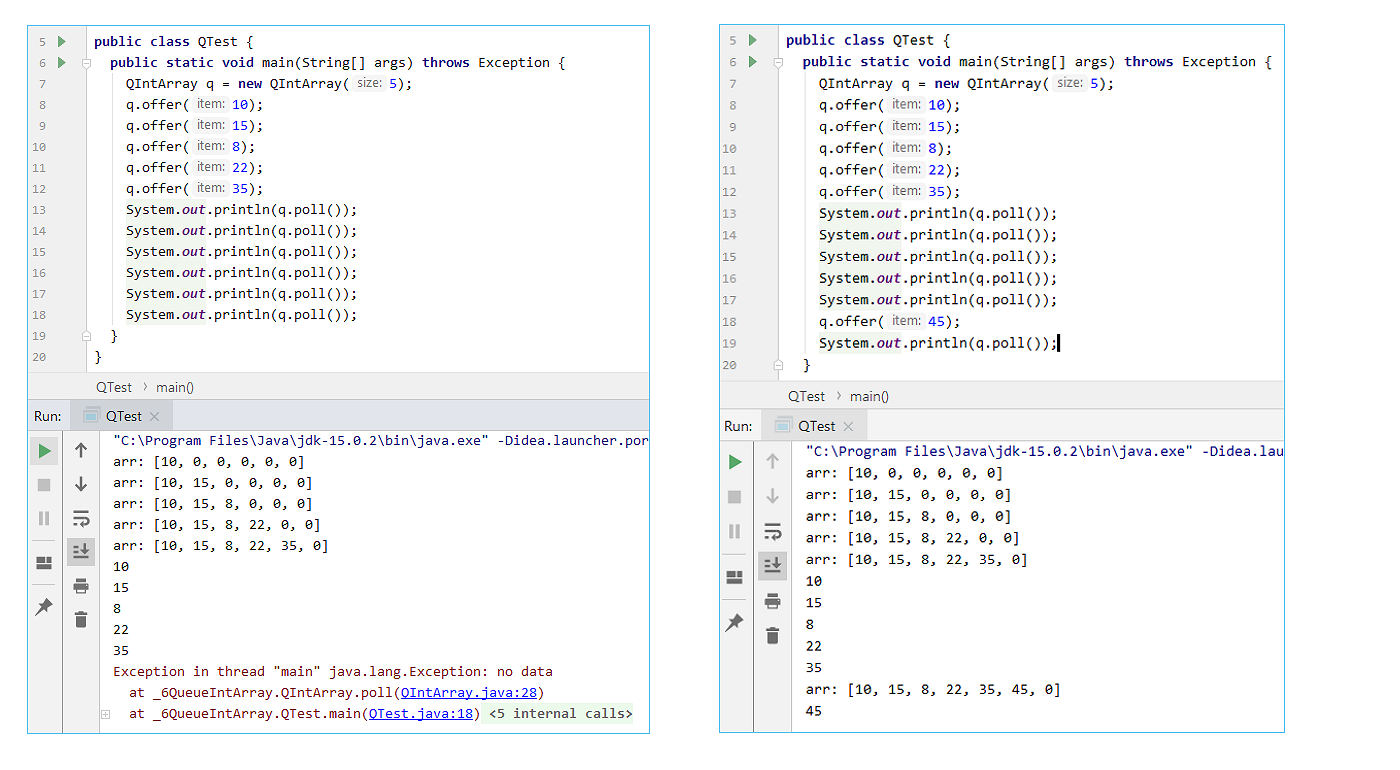 5 public class QTest {
6 public static void main(String[] args) throws Exception {
7 QIntArray q = new QIntArray( size: 5);
8 q.offer( item: 10);
9 q.offer( item: 15);
10 q.offer( item: 8);
11 q.offer( item: 22);
12 q.offer( item: 35);
13 System.out.println(q.poll());
14 System.out.println(q.poll());
15 System.out.println(q.poll());
16 System.out.println(q.poll());
17 System.out.println(q.poll());
18 System.out.println(q.poll());
19 }
20 }
QTest › main()
Run: QTest ×
"C:\Program Files\Java\jdk-15.0.2\bin\java.exe" -Didea.launcher.por
arr: [10, 0, 0, 0, 0, 0]
arr: [10, 15, 0, 0, 0, 0]
arr: [10, 15, 8, 0, 0, 0]
arr: [10, 15, 8, 22, 0, 0]
arr: [10, 15, 8, 22, 35, 0]
10
15
8
22
35
Exception in thread "main" java.lang.Exception: no data
at _6QueueIntArray.QIntArray.poll(QIntArray.java:28)
at _6QueueIntArray.QTest.main(QTest.java:18) <5 internal calls>
5 public class QTest {
6 public static void main(String[] args) throws Exception {
7 QIntArray q = new QIntArray( size: 5);
8 q.offer( item: 10);
9 q.offer( item: 15);
10 q.offer( item: 8);
11 q.offer( item: 22);
12 q.offer( item: 35);
13 System.out.println(q.poll());
14 System.out.println(q.poll());
15 System.out.println(q.poll());
16 System.out.println(q.poll());
17 System.out.println(q.poll());
18 q.offer( item: 45);
19 System.out.println(q.poll());
20 }
QTest › main()
Run: QTest ×
"C:\Program Files\Java\jdk-15.0.2\bin\java.exe" -Didea.lau
arr: [10, 0, 0, 0, 0, 0]
arr: [10, 15, 0, 0, 0, 0]
arr: [10, 15, 8, 0, 0, 0]
arr: [10, 15, 8, 22, 0, 0]
arr: [10, 15, 8, 22, 35, 0]
10
15
8
22
35
arr: [10, 15, 8, 22, 35, 45, 0]
45